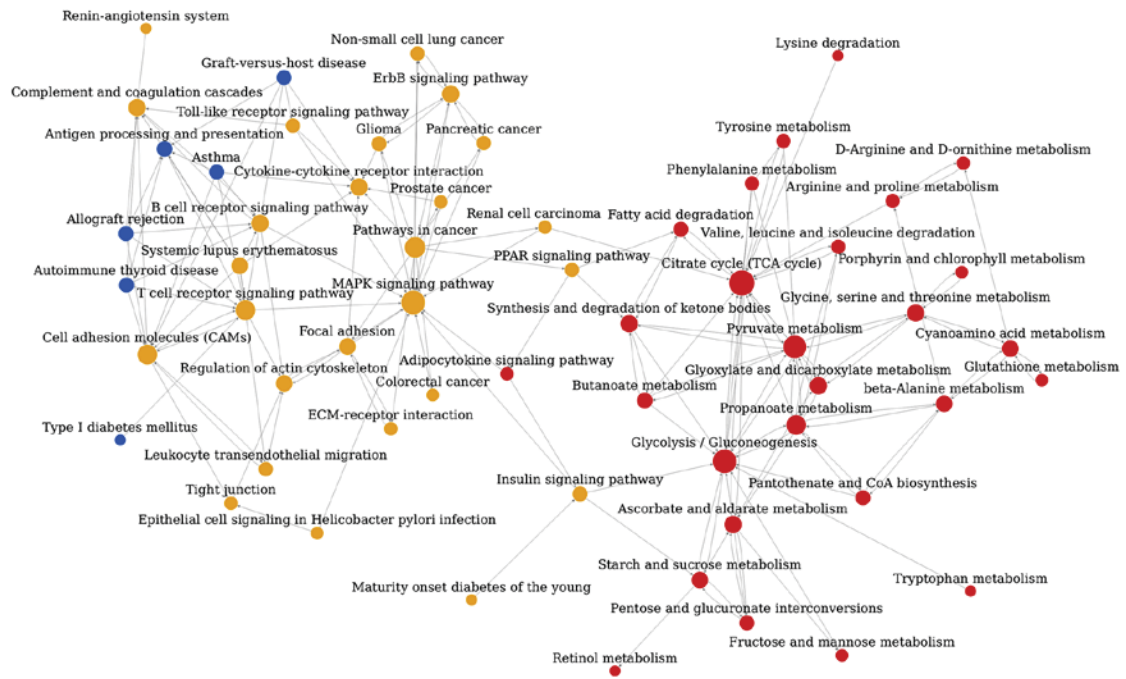 Renin-angiotensin system
Non-small cell lung cancer
Lysine degradation
Graft-versus-host disease
ErbB signaling pathway
Complement and coagulation cascades
Toll-like receptor signaling pathway
Glioma
Pancreatic cancer
Tyrosine metabolism
Antigen processing and presentation
D-Arginine and D-ornithine metabolism
Asthma
Cytokine-cytokine receptor interaction
Phenylalanine metabolism
Prostate cancer
Arginine and proline metabolism
Allograft rejection
B cell receptor signaling pathway
Renal cell carcinoma
Fatty acid degradation
Pathways in cancer
Valine, leucine and isoleucine degradation
Systemic lupus erythematosus
PPAR signaling pathway
Citrate cycle (TCA cycle)
Porphyrin and chlorophyll metabolism
Autoimmune thyroid disease
T cell receptor signaling pathway
MAPK signaling pathway
Glycine, serine and threonine metabolism
Synthesis and degradation of ketone bodies
Cell adhesion molecules (CAMs)
Focal adhesion
Pyruvate metabolism
Cyanoamino acid metabolism
Regulation of actin cytoskeleton
Adipocytokine signaling pathway
Glyoxylate and dicarboxylate metabolism
Glutathione metabolism
Colorectal cancer
Butanoate metabolism
beta-Alanine metabolism
ECM-receptor interaction
Propanoate metabolism
Type I diabetes mellitus
Glycolysis / Gluconeogenesis
Leukocyte transendothelial migration
Insulin signaling pathway
Pantothenate and CoA biosynthesis
Tight junction
Ascorbate and aldarate metabolism
Epithelial cell signaling in Helicobacter pylori infection
Starch and sucrose metabolism
Tryptophan metabolism
Maturity onset diabetes of the young
Pentose and glucuronate interconversions
Fructose and mannose metabolism
Retinol metabolism